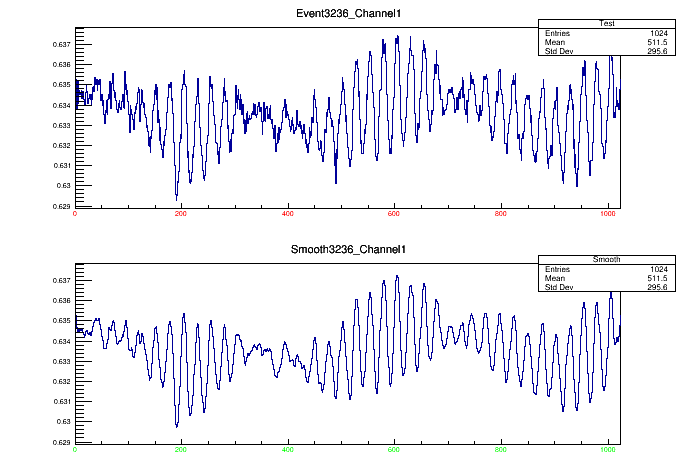 Event3236_Channel1
Test
Entries 1024
Mean 511.5
Std Dev 295.6
0.637
0.636
0.635
0.634
0.633
0.632
0.631
0.63
0.629
0 200 400 600 800 1000
Smooth3236_Channel1
Smooth
Entries 1024
Mean 511.5
Std Dev 295.6
0.637
0.636
0.635
0.634
0.633
0.632
0.631
0.63
0.629
0 200 400 600 800 1000